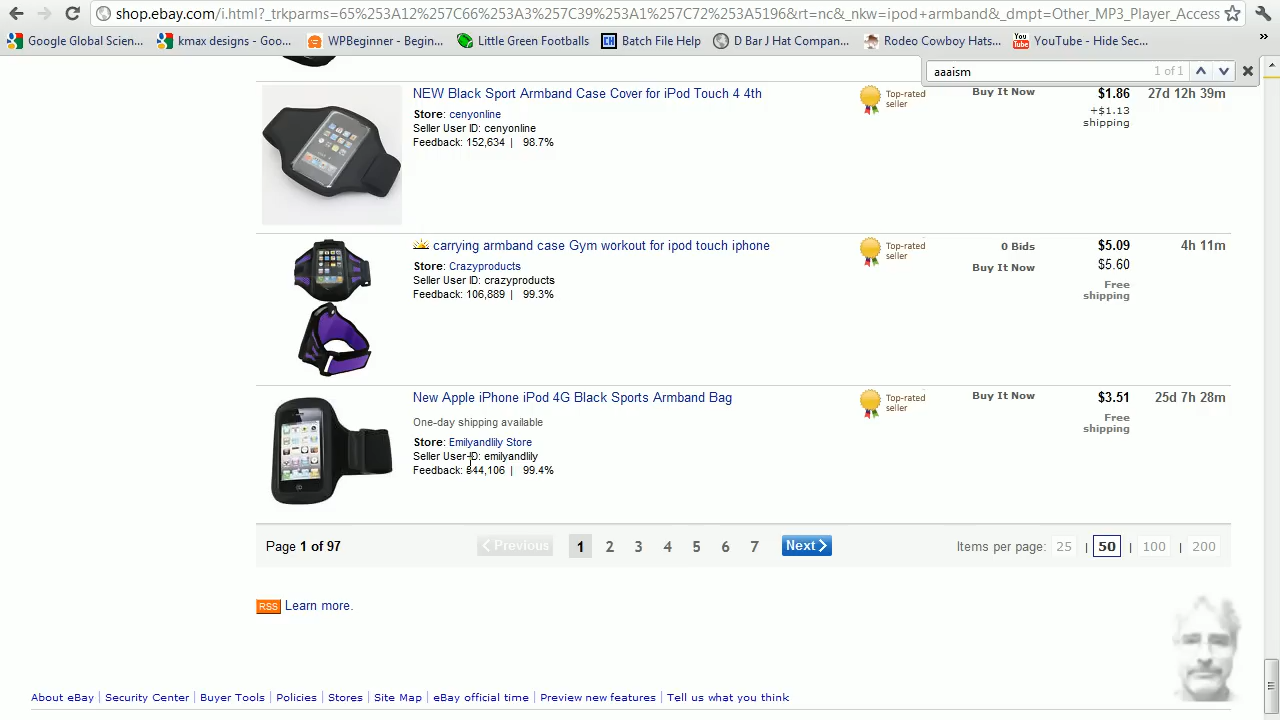 shop.ebay.com/i.html?_trkparms=65%253A12%257C66%253A3%257C39%253A1%257C72%253A5196&rt=nc&_nkw=ipod+armband&_dmpt=Other_MP3_Player_Access
Google Global Scien... kmax designs - Goo... WPBeginner - Begin... Little Green Footballs CH Batch File Help D Bar J Hat Compan... Rodeo Cowboy Hats... You Tube YouTube - Hide Sec... »
aaaism 1 of 1
NEW Black Sport Armband Case Cover for iPod Touch 4 4th Top-rated seller Buy It Now $1.86 27d 12h 39m
+$1.13 shipping
Store: cenyonline
Seller User ID: cenyonline
Feedback: 152,634 | 98.7%
carrying armband case Gym workout for ipod touch iphone Top-rated seller 0 Bids $5.09 4h 11m
Buy It Now $5.60
Free shipping
Store: Crazyproducts
Seller User ID: crazyproducts
Feedback: 106,889 | 99.3%
New Apple iPhone iPod 4G Black Sports Armband Bag Top-rated seller Buy It Now $3.51 25d 7h 28m
Free shipping
One-day shipping available
Store: Emilyandlily Store
Seller User ID: emilyandlily
Feedback: 44,106 | 99.4%
Page 1 of 97 Previous 1 2 3 4 5 6 7 Next Items per page: 25 | 50 | 100 | 200
RSS Learn more.
About eBay | Security Center | Buyer Tools | Policies | Stores | Site Map | eBay official time | Preview new features | Tell us what you think